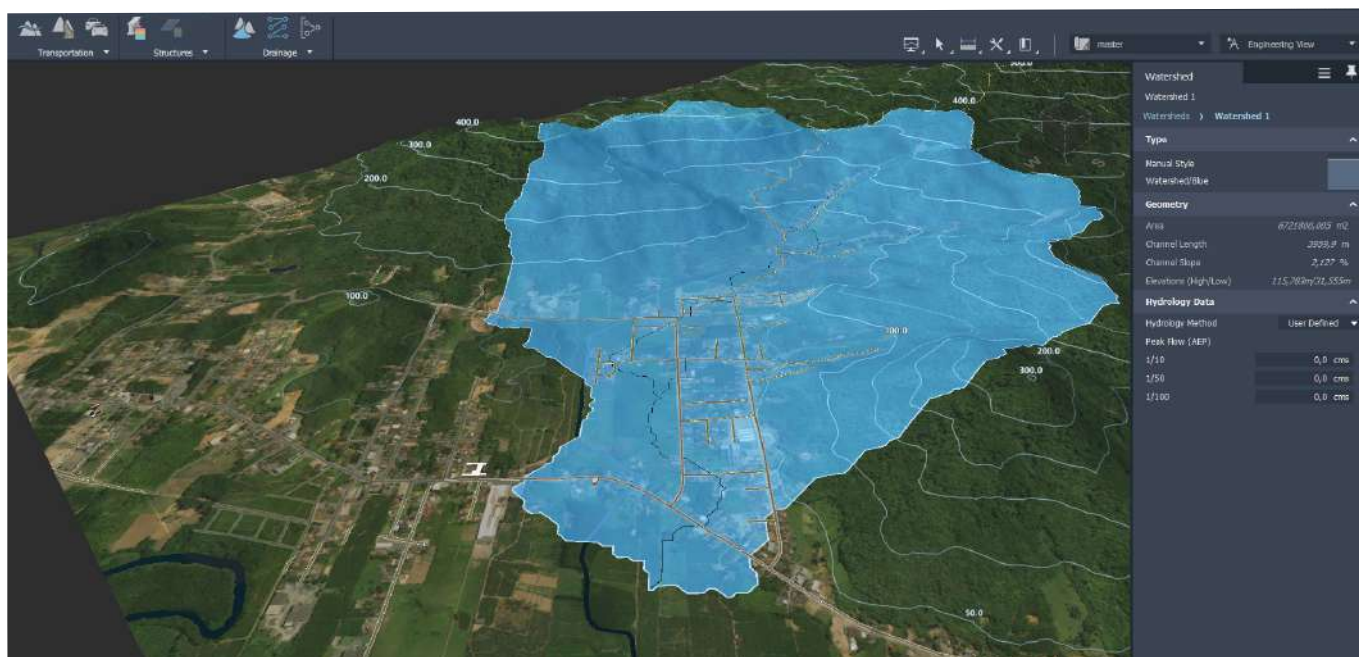 Transportation
Structures
Drainage
master
Engineering View
Watershed
Watershed 1
Watersheds > Watershed 1
Type
Manual Style
Watershed/Blue
Geometry
Area m2
Channel Length m
Channel Slope 2,127 %
Elevations (High/Low) 115,783m/31,555m
Hydrology Data
Hydrology Method User Defined
Peak Flow (AEP)
1/10 0,0 cms
1/50 0,0 cms
1/100 0,0 cms
400.0
400.0
300.0
200.0
100.0
200.0
300.0
50.0
W
S